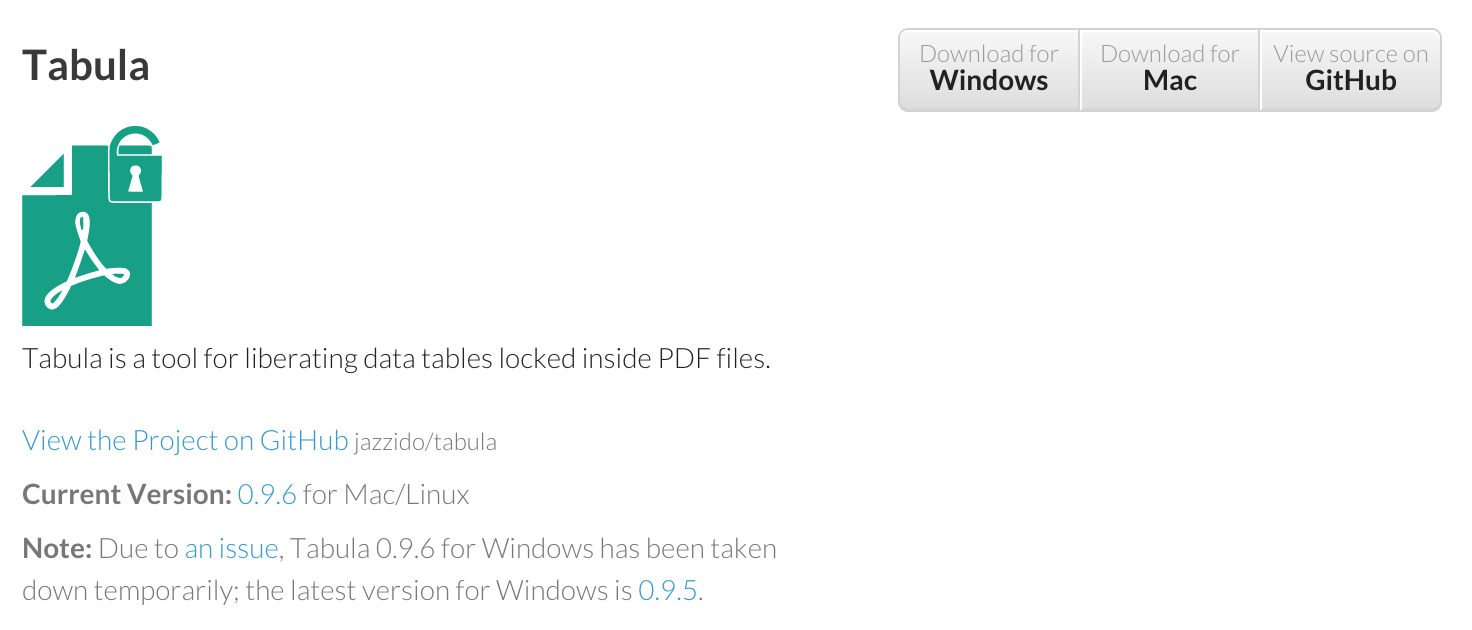 Tabula
Download for
Windows
Download for
Mac
View source on
GitHub
Tabula is a tool for liberating data tables locked inside PDF files.
View the Project on GitHub jazzido/tabula
Current Version: 0.9.6 for Mac/Linux
Note: Due to an issue, Tabula 0.9.6 for Windows has been taken
down temporarily; the latest version for Windows is 0.9.5.